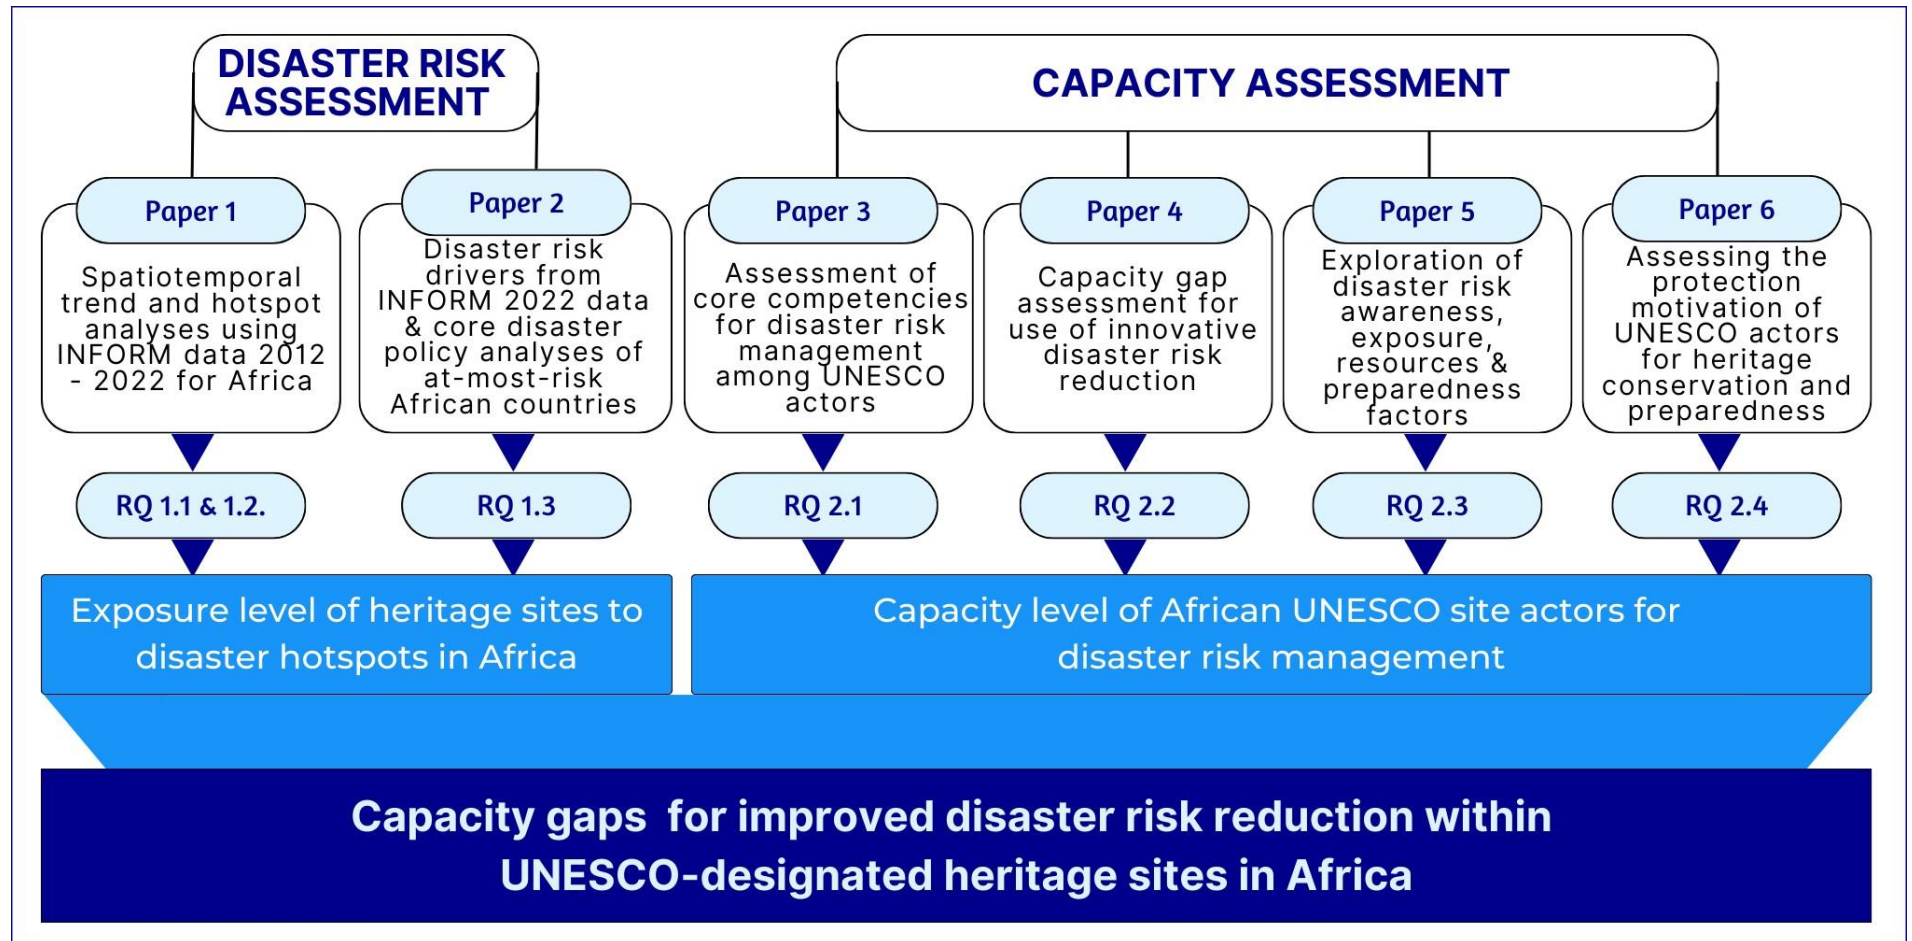 DISASTER RISK
ASSESSMENT
CAPACITY ASSESSMENT
Paper 1
Spatiotemporal
trend and hotspot
analyses using
INFORM data 2012
- 2022 for Africa
Paper 2
Disaster risk
drivers from
INFORM 2022 data
& core disaster
policy analyses of
at-most-risk
African countries
Paper 3
Assessment of
core competencies
for disaster risk
management
among UNESCO
actors
Paper 4
Capacity gap
assessment for
use of innovative
disaster risk
reduction
Paper 5
Exploration of
disaster risk
awareness,
exposure,
resources &
preparedness
factors
Paper 6
Assessing the
protection
motivation of
UNESCO actors
for heritage
conservation and
preparedness
RQ 1.1 & 1.2.
RQ 1.3
RQ 2.1
RQ 2.2
RQ 2.3
RQ 2.4
Exposure level of heritage sites to
disaster hotspots in Africa
Capacity level of African UNESCO site actors for
disaster risk management
Capacity gaps for improved disaster risk reduction within
UNESCO-designated heritage sites in Africa